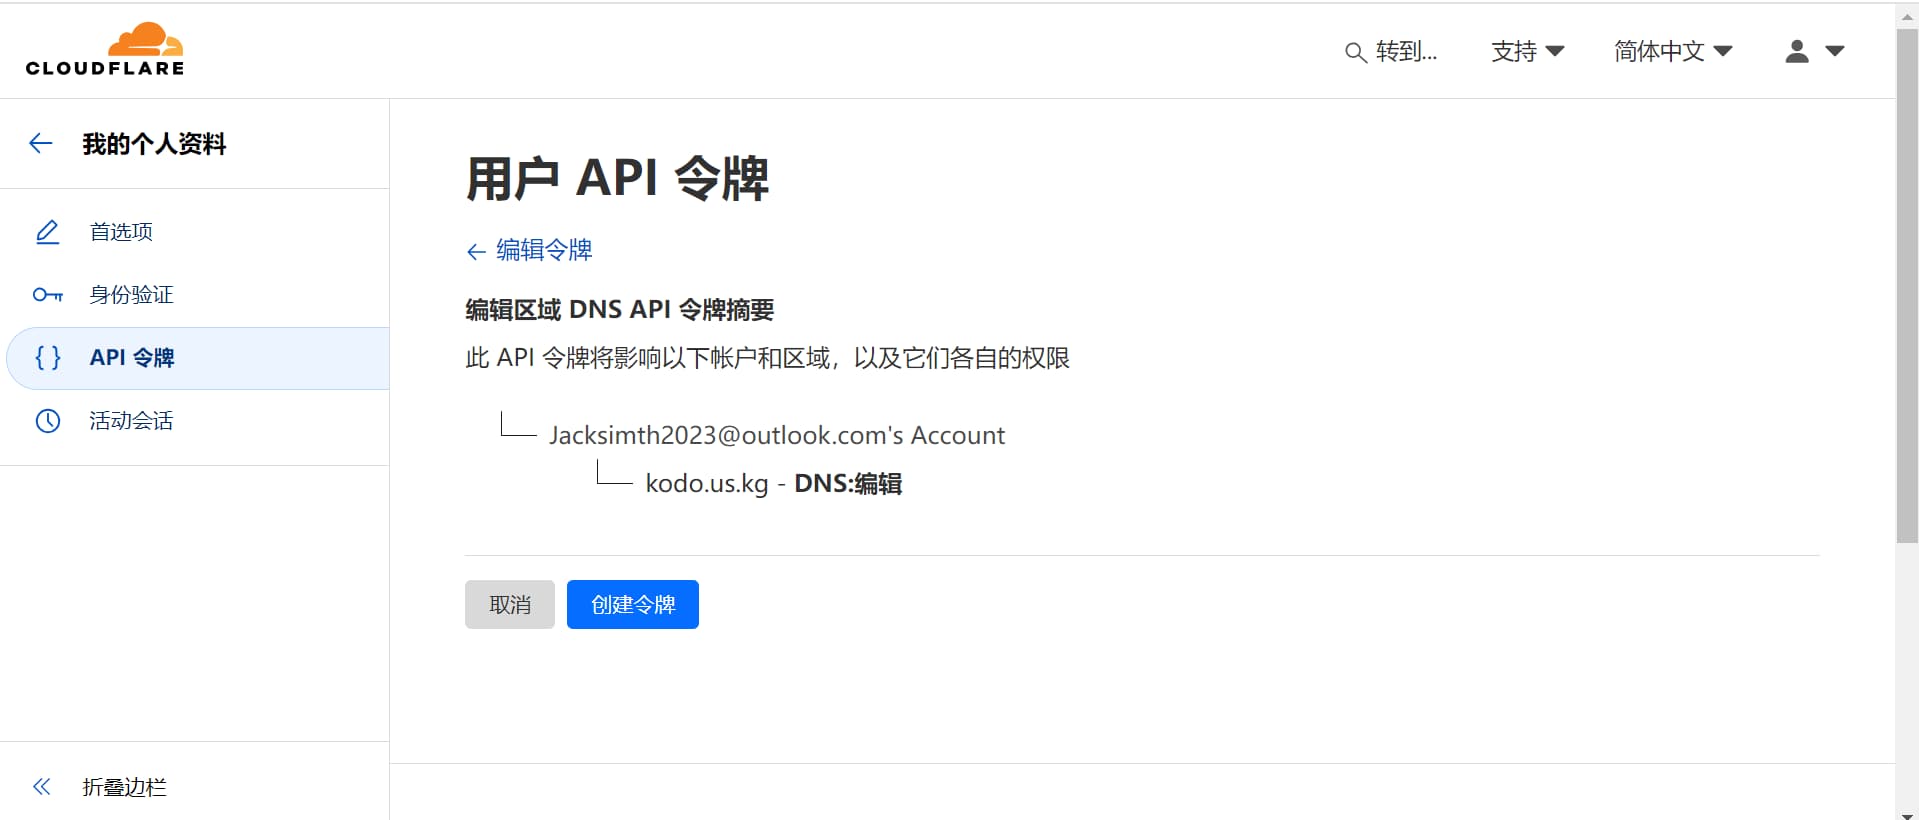 CLOUDFLARE
转到...
支持
简体中文
我的个人资料
首选项
身份验证
API 令牌
活动会话
折叠边栏
用户 API 令牌
编辑令牌
编辑区域 DNS API 令牌摘要
此 API 令牌将影响以下帐户和区域，以及它们各自的权限
Jacksimth2023@outlook.com's Account
kodo.us.kg - DNS:编辑
取消
创建令牌